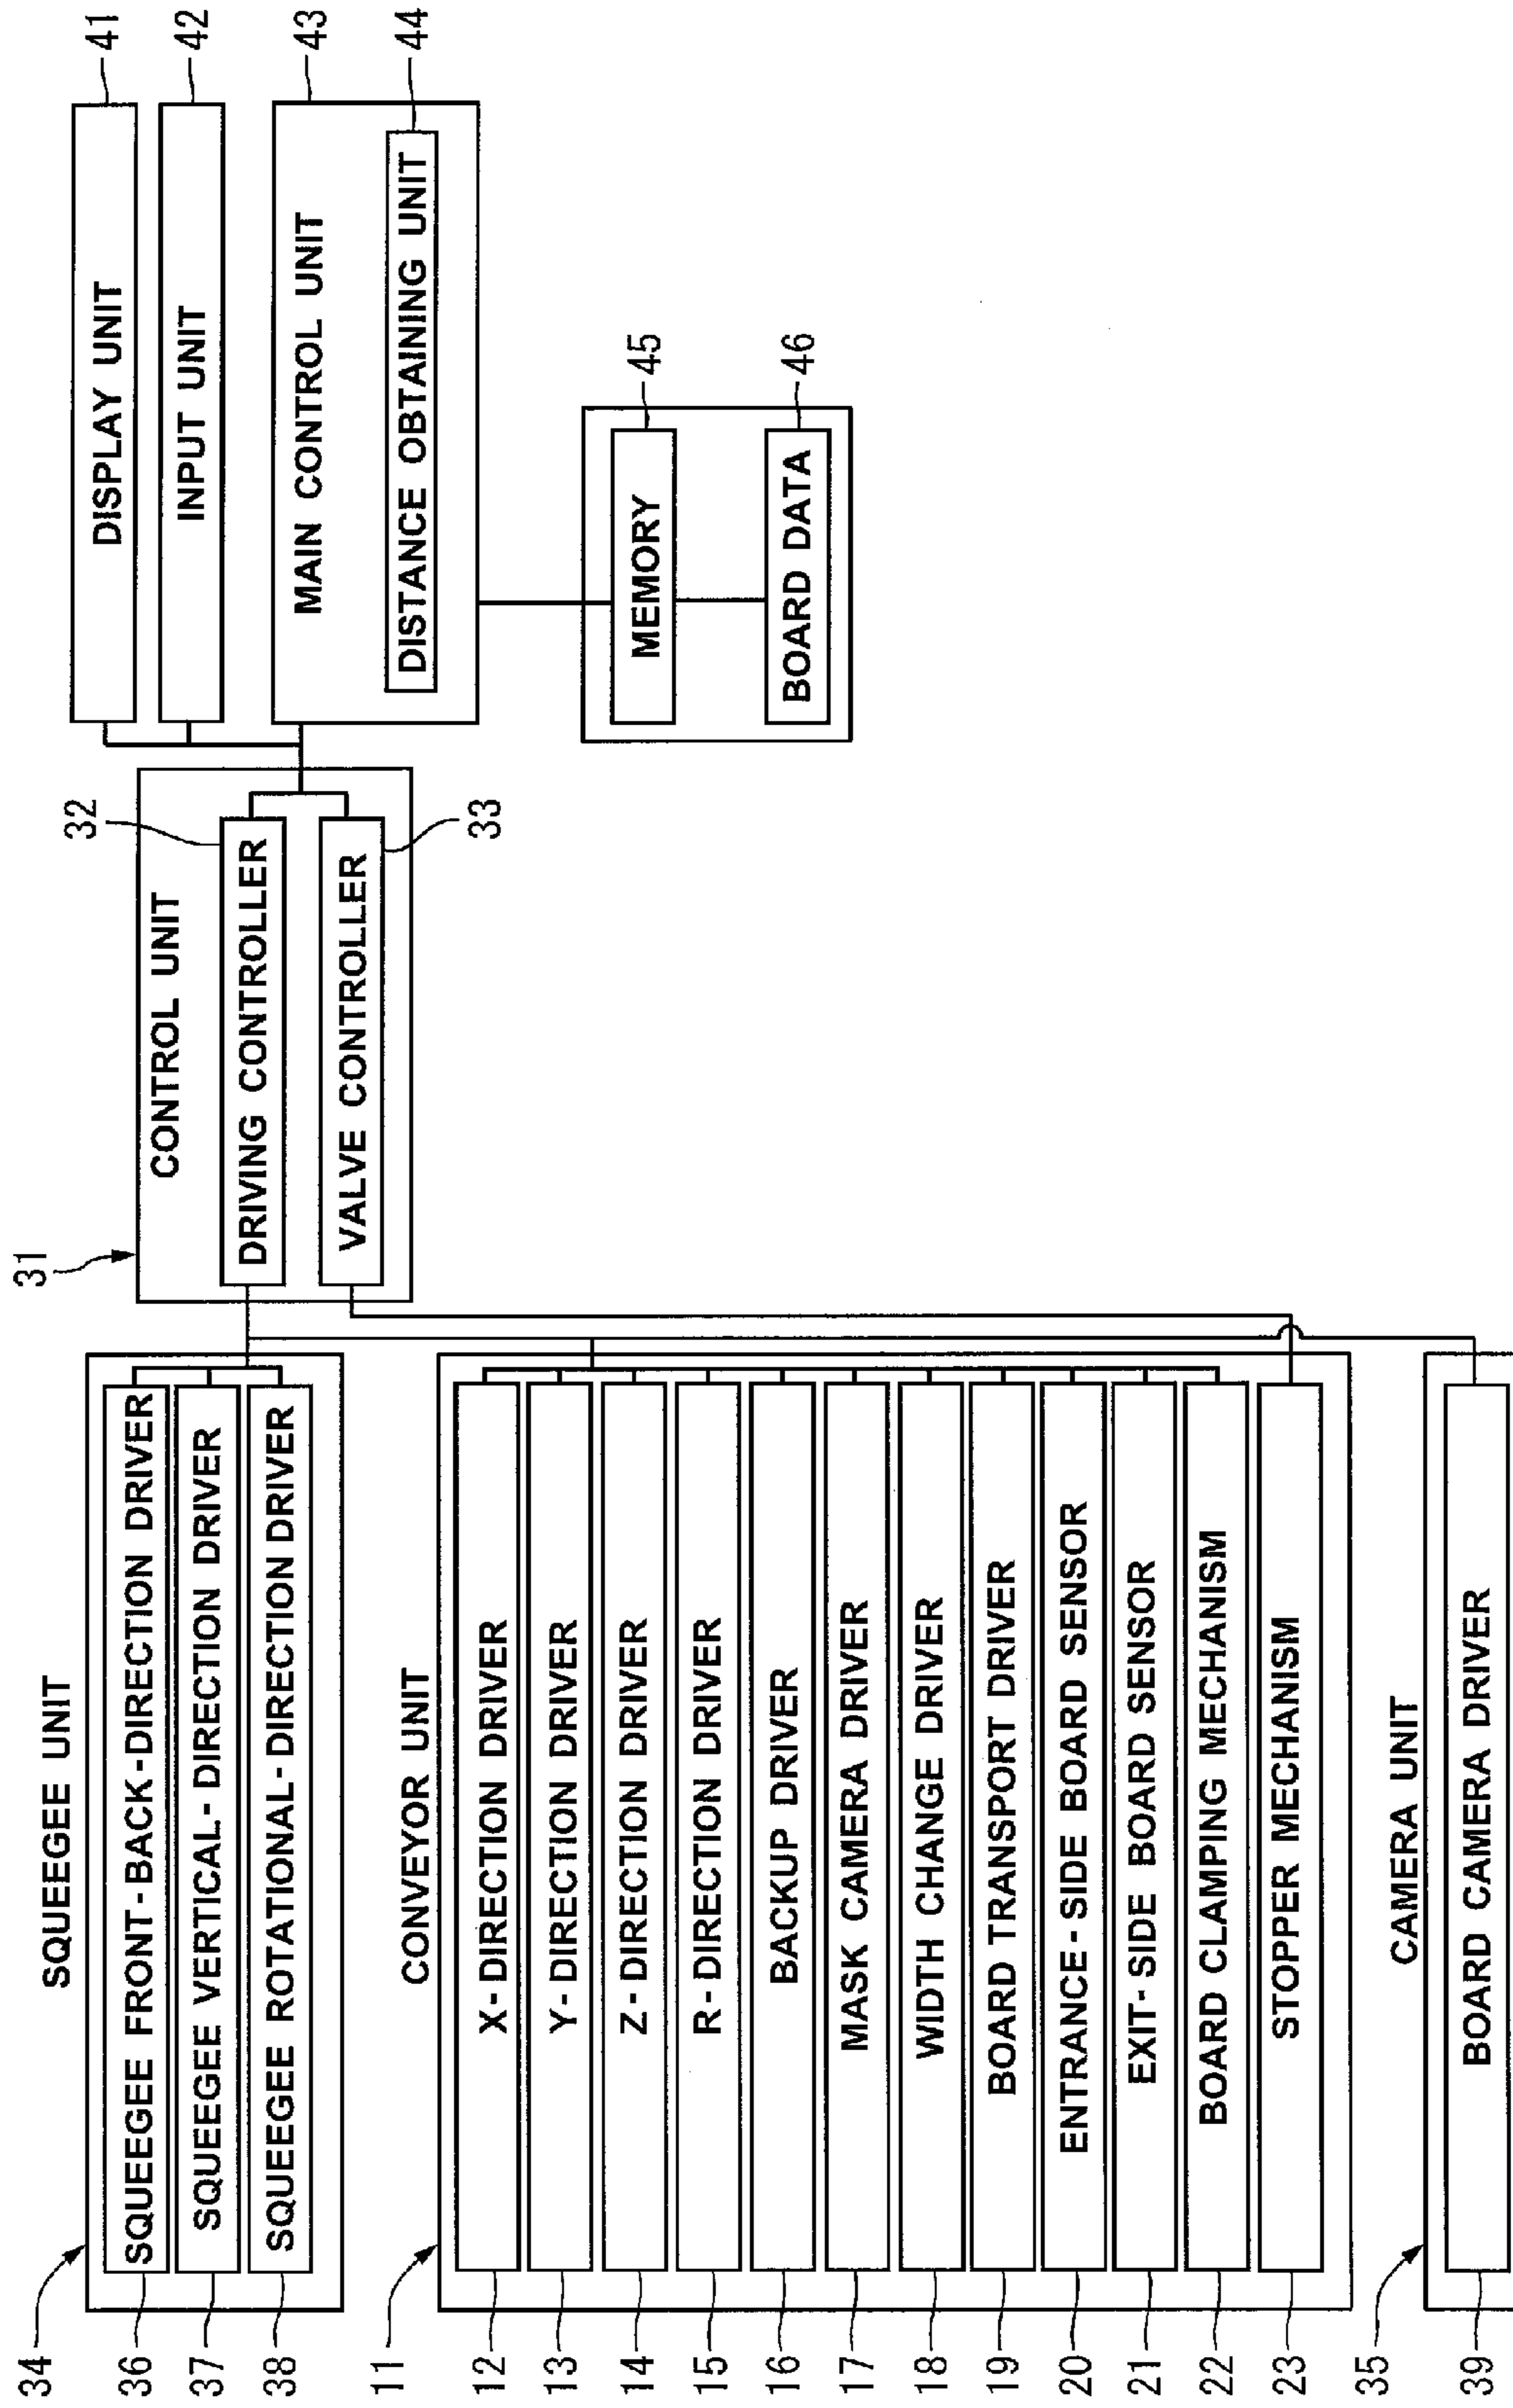 34
SQUEEGEE UNIT
36 SQUEEGEE FRONT-BACK-DIRECTION DRIVER
37 SQUEEGEE VERTICAL-DIRECTION DRIVER
38 SQUEEGEE ROTATIONAL-DIRECTION DRIVER
11
CONVEYOR UNIT
12 X-DIRECTION DRIVER
13 Y-DIRECTION DRIVER
14 Z-DIRECTION DRIVER
15 R-DIRECTION DRIVER
16 BACKUP DRIVER
17 MASK CAMERA DRIVER
18 WIDTH CHANGE DRIVER
19 BOARD TRANSPORT DRIVER
20 ENTRANCE-SIDE BOARD SENSOR
21 EXIT-SIDE BOARD SENSOR
22 BOARD CLAMPING MECHANISM
23 STOPPER MECHANISM
35
CAMERA UNIT
39 BOARD CAMERA DRIVER
31
CONTROL UNIT
32
DRIVING CONTROLLER
VALVE CONTROLLER
33
DISPLAY UNIT 41
INPUT UNIT 42
MAIN CONTROL UNIT 43
DISTANCE OBTAINING UNIT 44
MEMORY 45
BOARD DATA 46